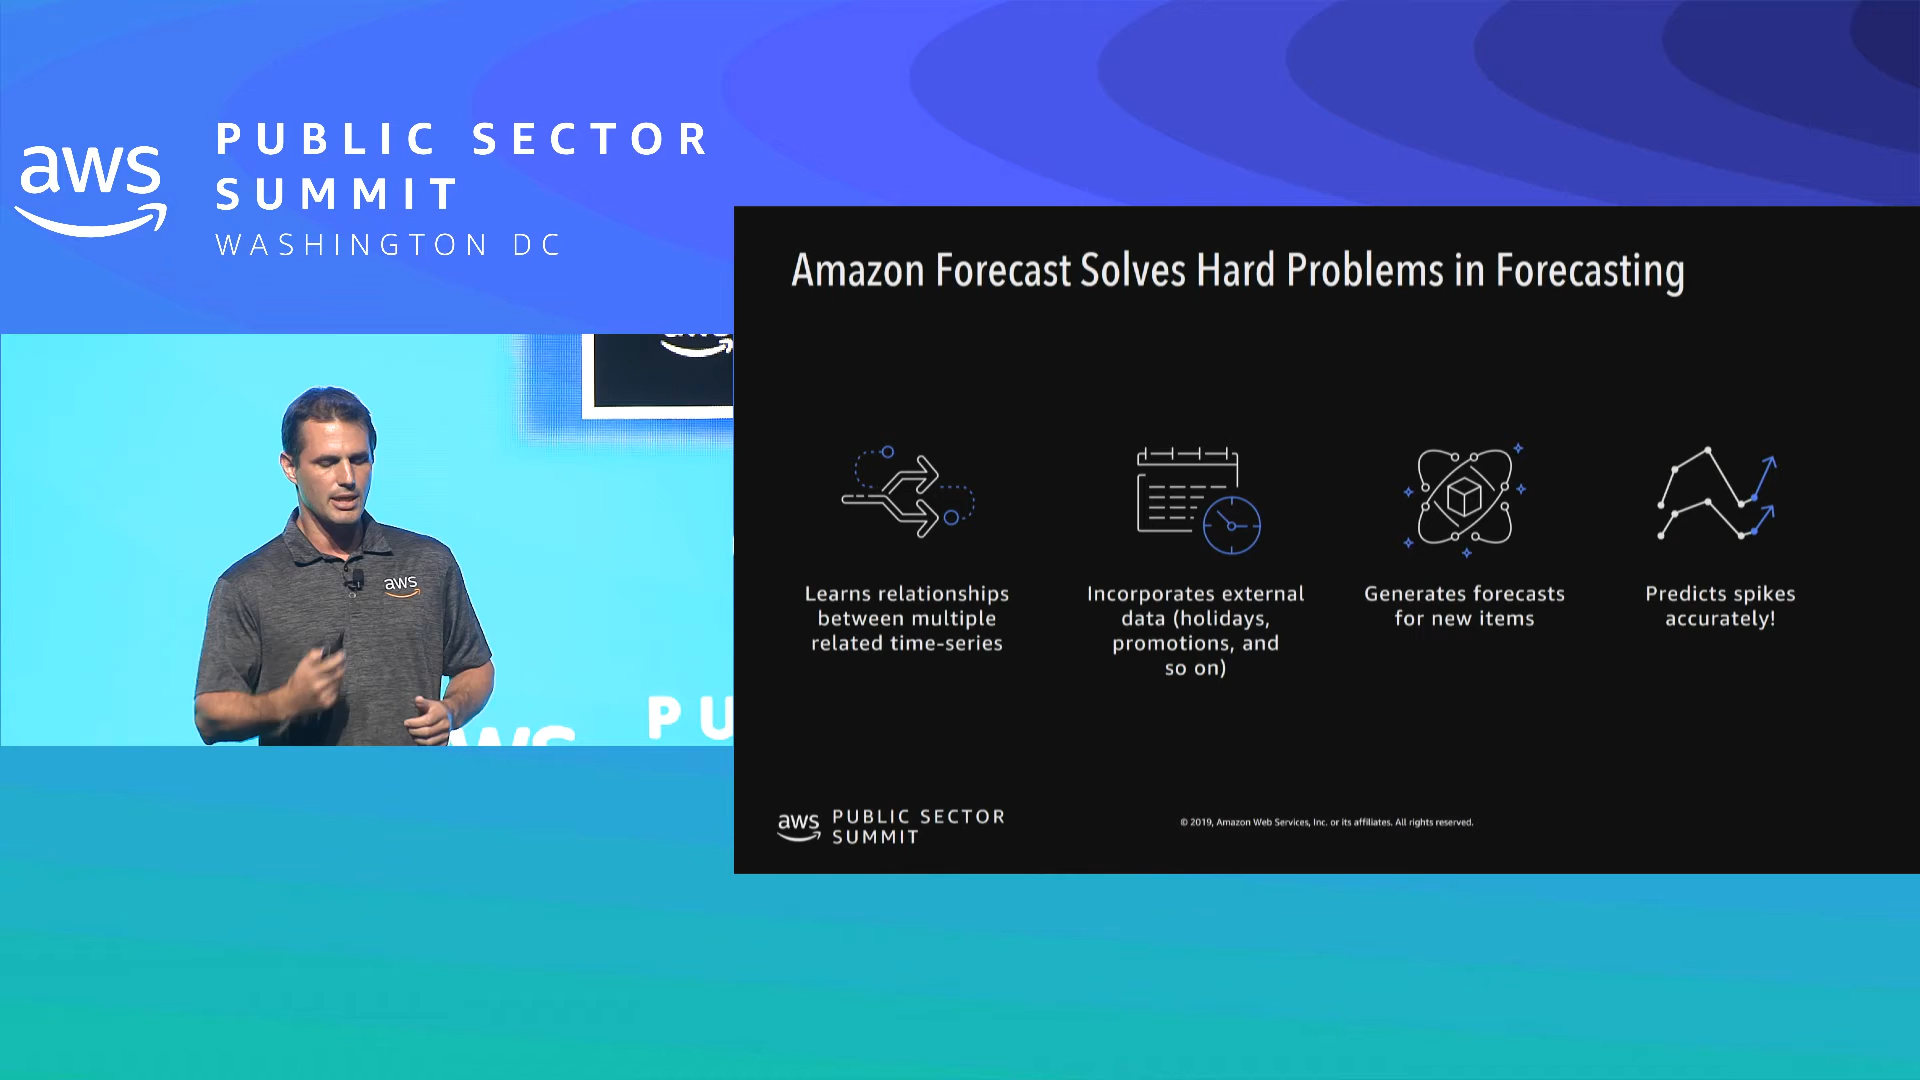 aws
PUBLIC SECTOR
SUMMIT
WASHINGTON DC
aws
PU
aws
Amazon Forecast Solves Hard Problems in Forecasting
Learns relationships
between multiple
related time-series
Incorporates external
data (holidays,
promotions, and
so on)
Generates forecasts
for new items
Predicts spikes
accurately!
aws
PUBLIC SECTOR
SUMMIT
© 2019, Amazon Web Services, Inc. or its affiliates. All rights reserved.